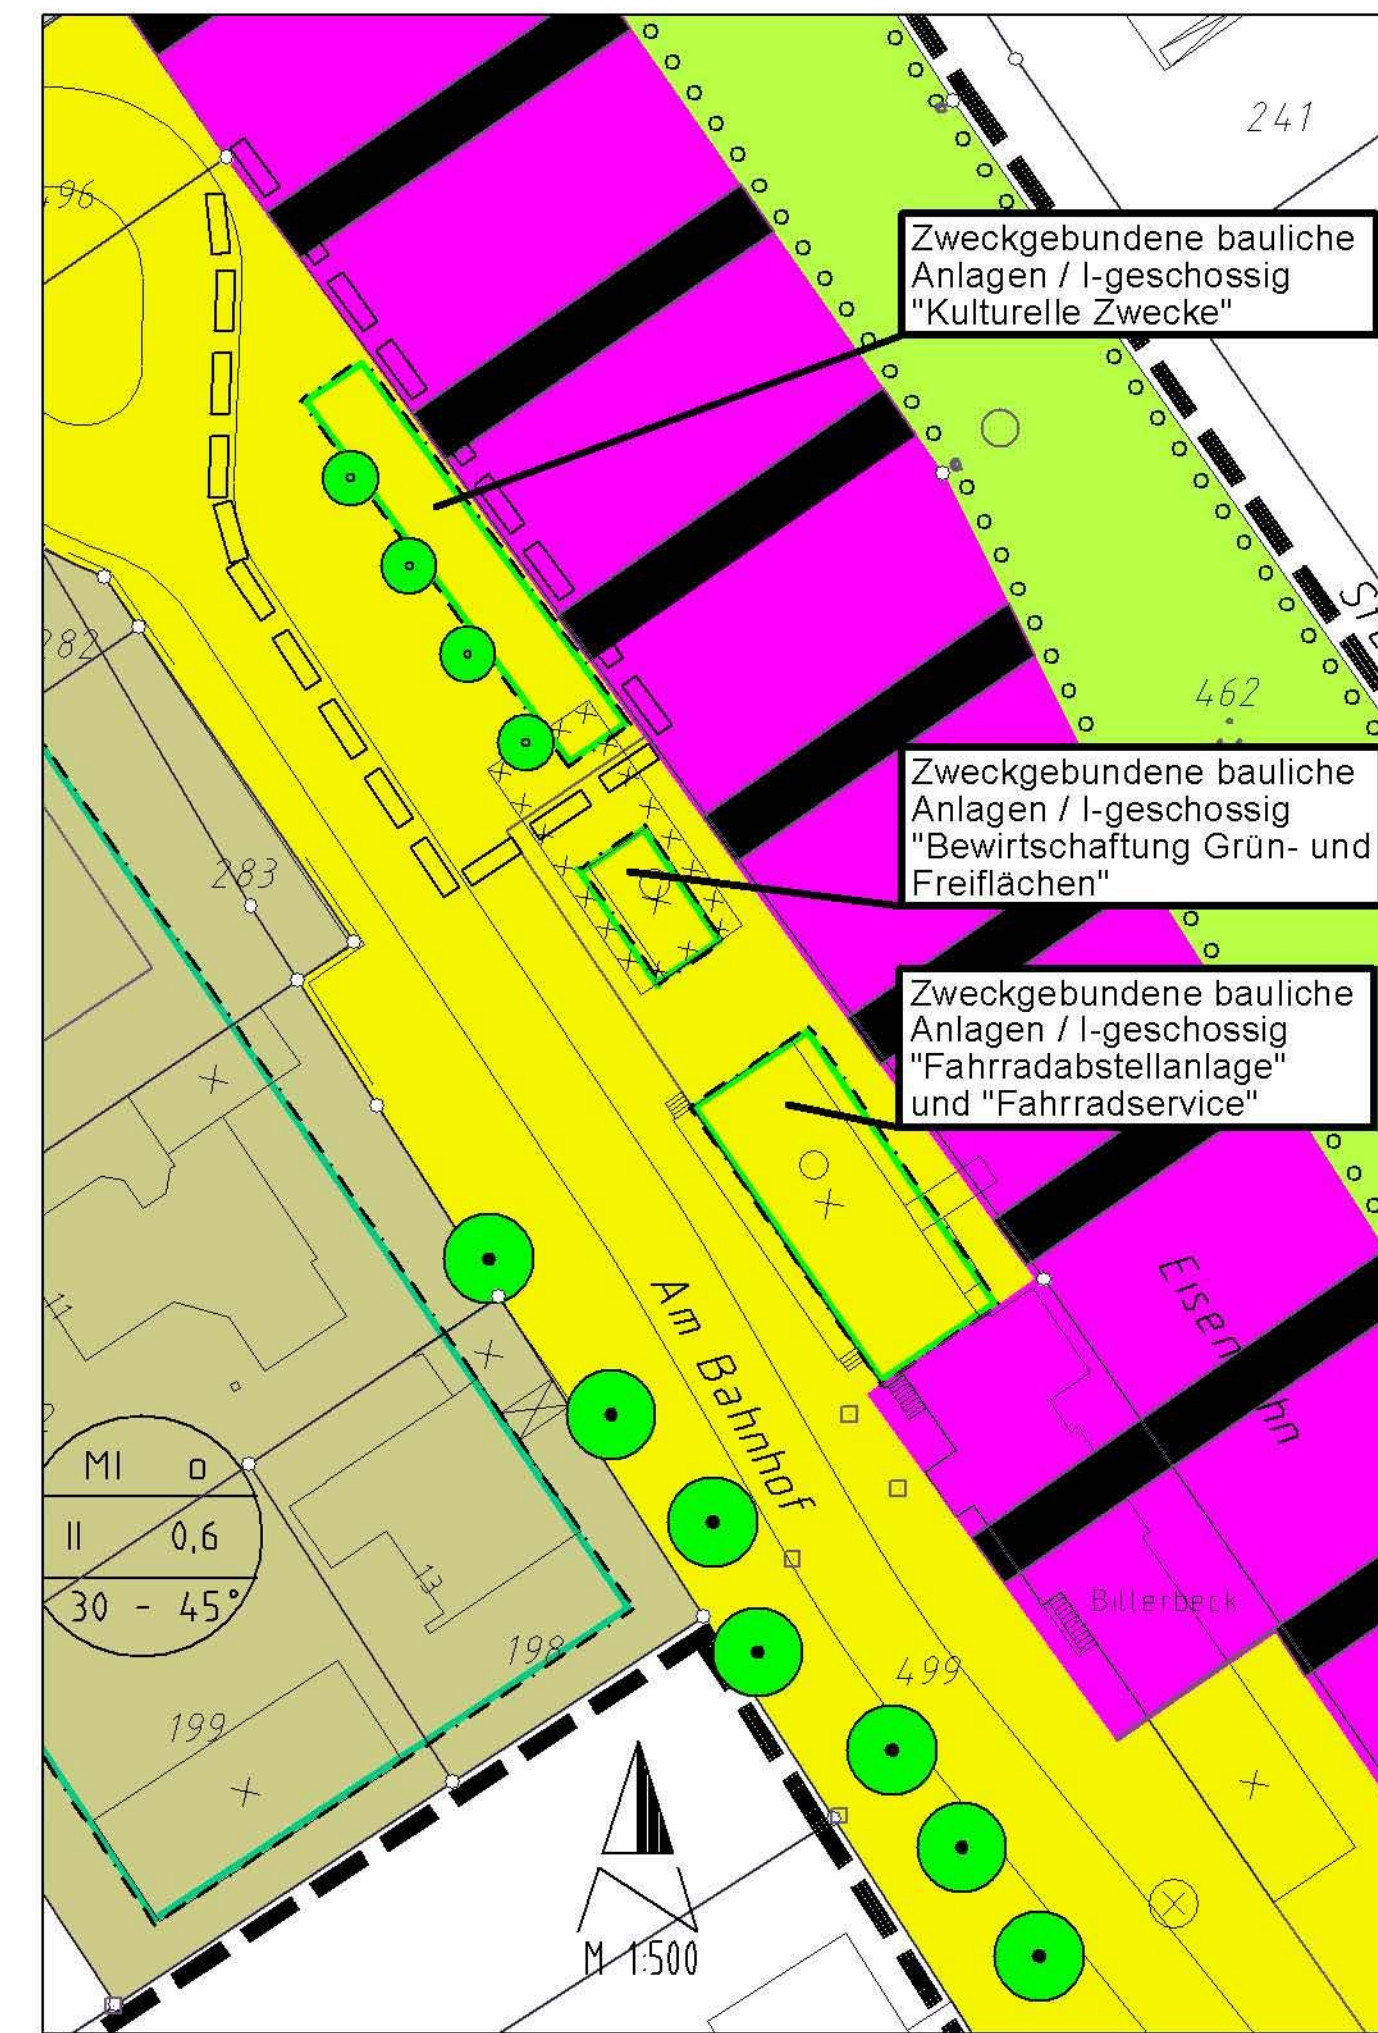 241
496
Zweckgebundene bauliche
Anlagen / I-geschossig
"Kulturelle Zwecke"
282
462
Zweckgebundene bauliche
Anlagen / I-geschossig
"Bewirtschaftung Grün- und
Freiflächen"
283
Zweckgebundene bauliche
Anlagen / I-geschossig
"Fahrradabstellanlage"
und "Fahrradservice"
Am Bahnhof
MI o
II 0,6
30 - 45°
13
Billerbeck
198
499
199
M 1:500